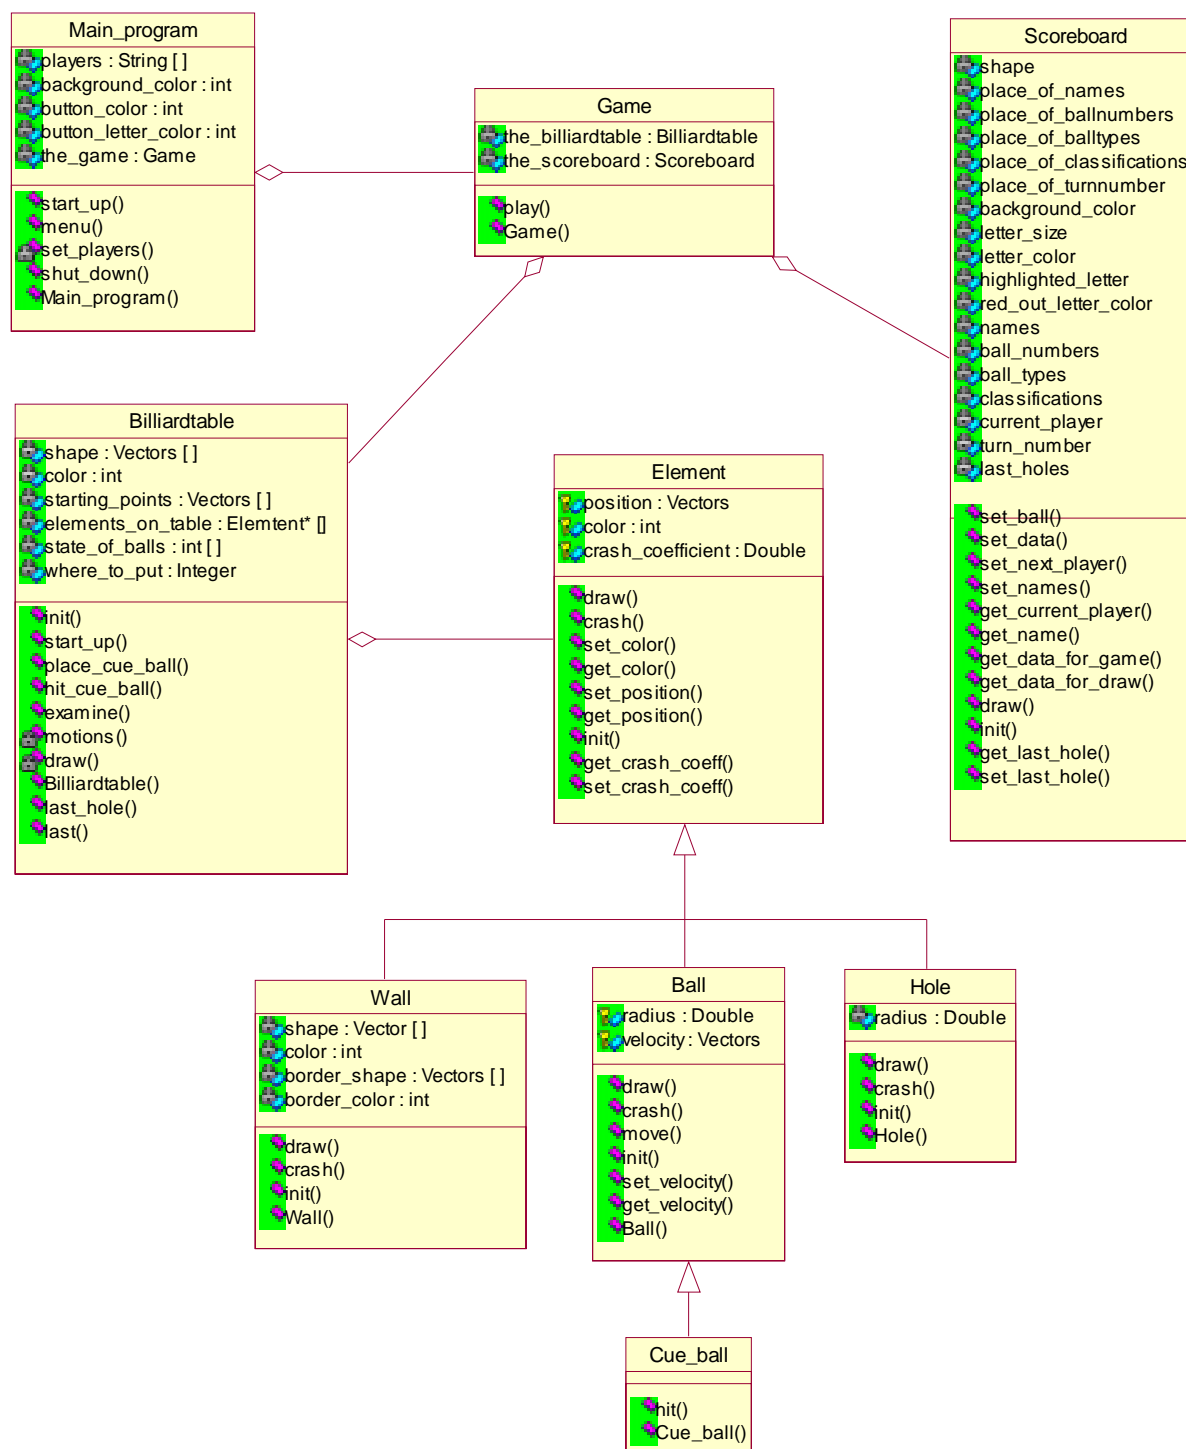 Main_program
players : String [ ]
background_color : int
button_color : int
button_letter_color : int
the_game : Game
start_up()
menu()
set_players()
shut_down()
Main_program()
Game
the_billiardtable : Billiardtable
the_scoreboard : Scoreboard
play()
Game()
Scoreboard
shape
place_of_names
place_of_ballnumbers
place_of_balltypes
place_of_classifications
place_of_turnnumber
background_color
letter_size
letter_color
highlighted_letter
red_out_letter_color
names
ball_numbers
ball_types
classifications
current_player
turn_number
last_holes
set_ball()
set_data()
set_next_player()
set_names()
get_current_player()
get_name()
get_data_for_game()
get_data_for_draw()
draw()
init()
get_last_hole()
set_last_hole()
Billiardtable
shape : Vectors [ ]
color : int
starting_points : Vectors [ ]
elements_on_table : Elemtent* []
state_of_balls : int [ ]
where_to_put : Integer
init()
start_up()
place_cue_ball()
hit_cue_ball()
examine()
motions()
draw()
Billiardtable()
last_hole()
last()
Element
position : Vectors
color : int
crash_coefficient : Double
draw()
crash()
set_color()
get_color()
set_position()
get_position()
init()
get_crash_coeff()
set_crash_coeff()
Wall
shape : Vector [ ]
color : int
border_shape : Vectors [ ]
border_color : int
draw()
crash()
init()
Wall()
Ball
radius : Double
velocity : Vectors
draw()
crash()
move()
init()
set_velocity()
get_velocity()
Ball()
Hole
radius : Double
draw()
crash()
init()
Hole()
Cue_ball
hit()
Cue_ball()